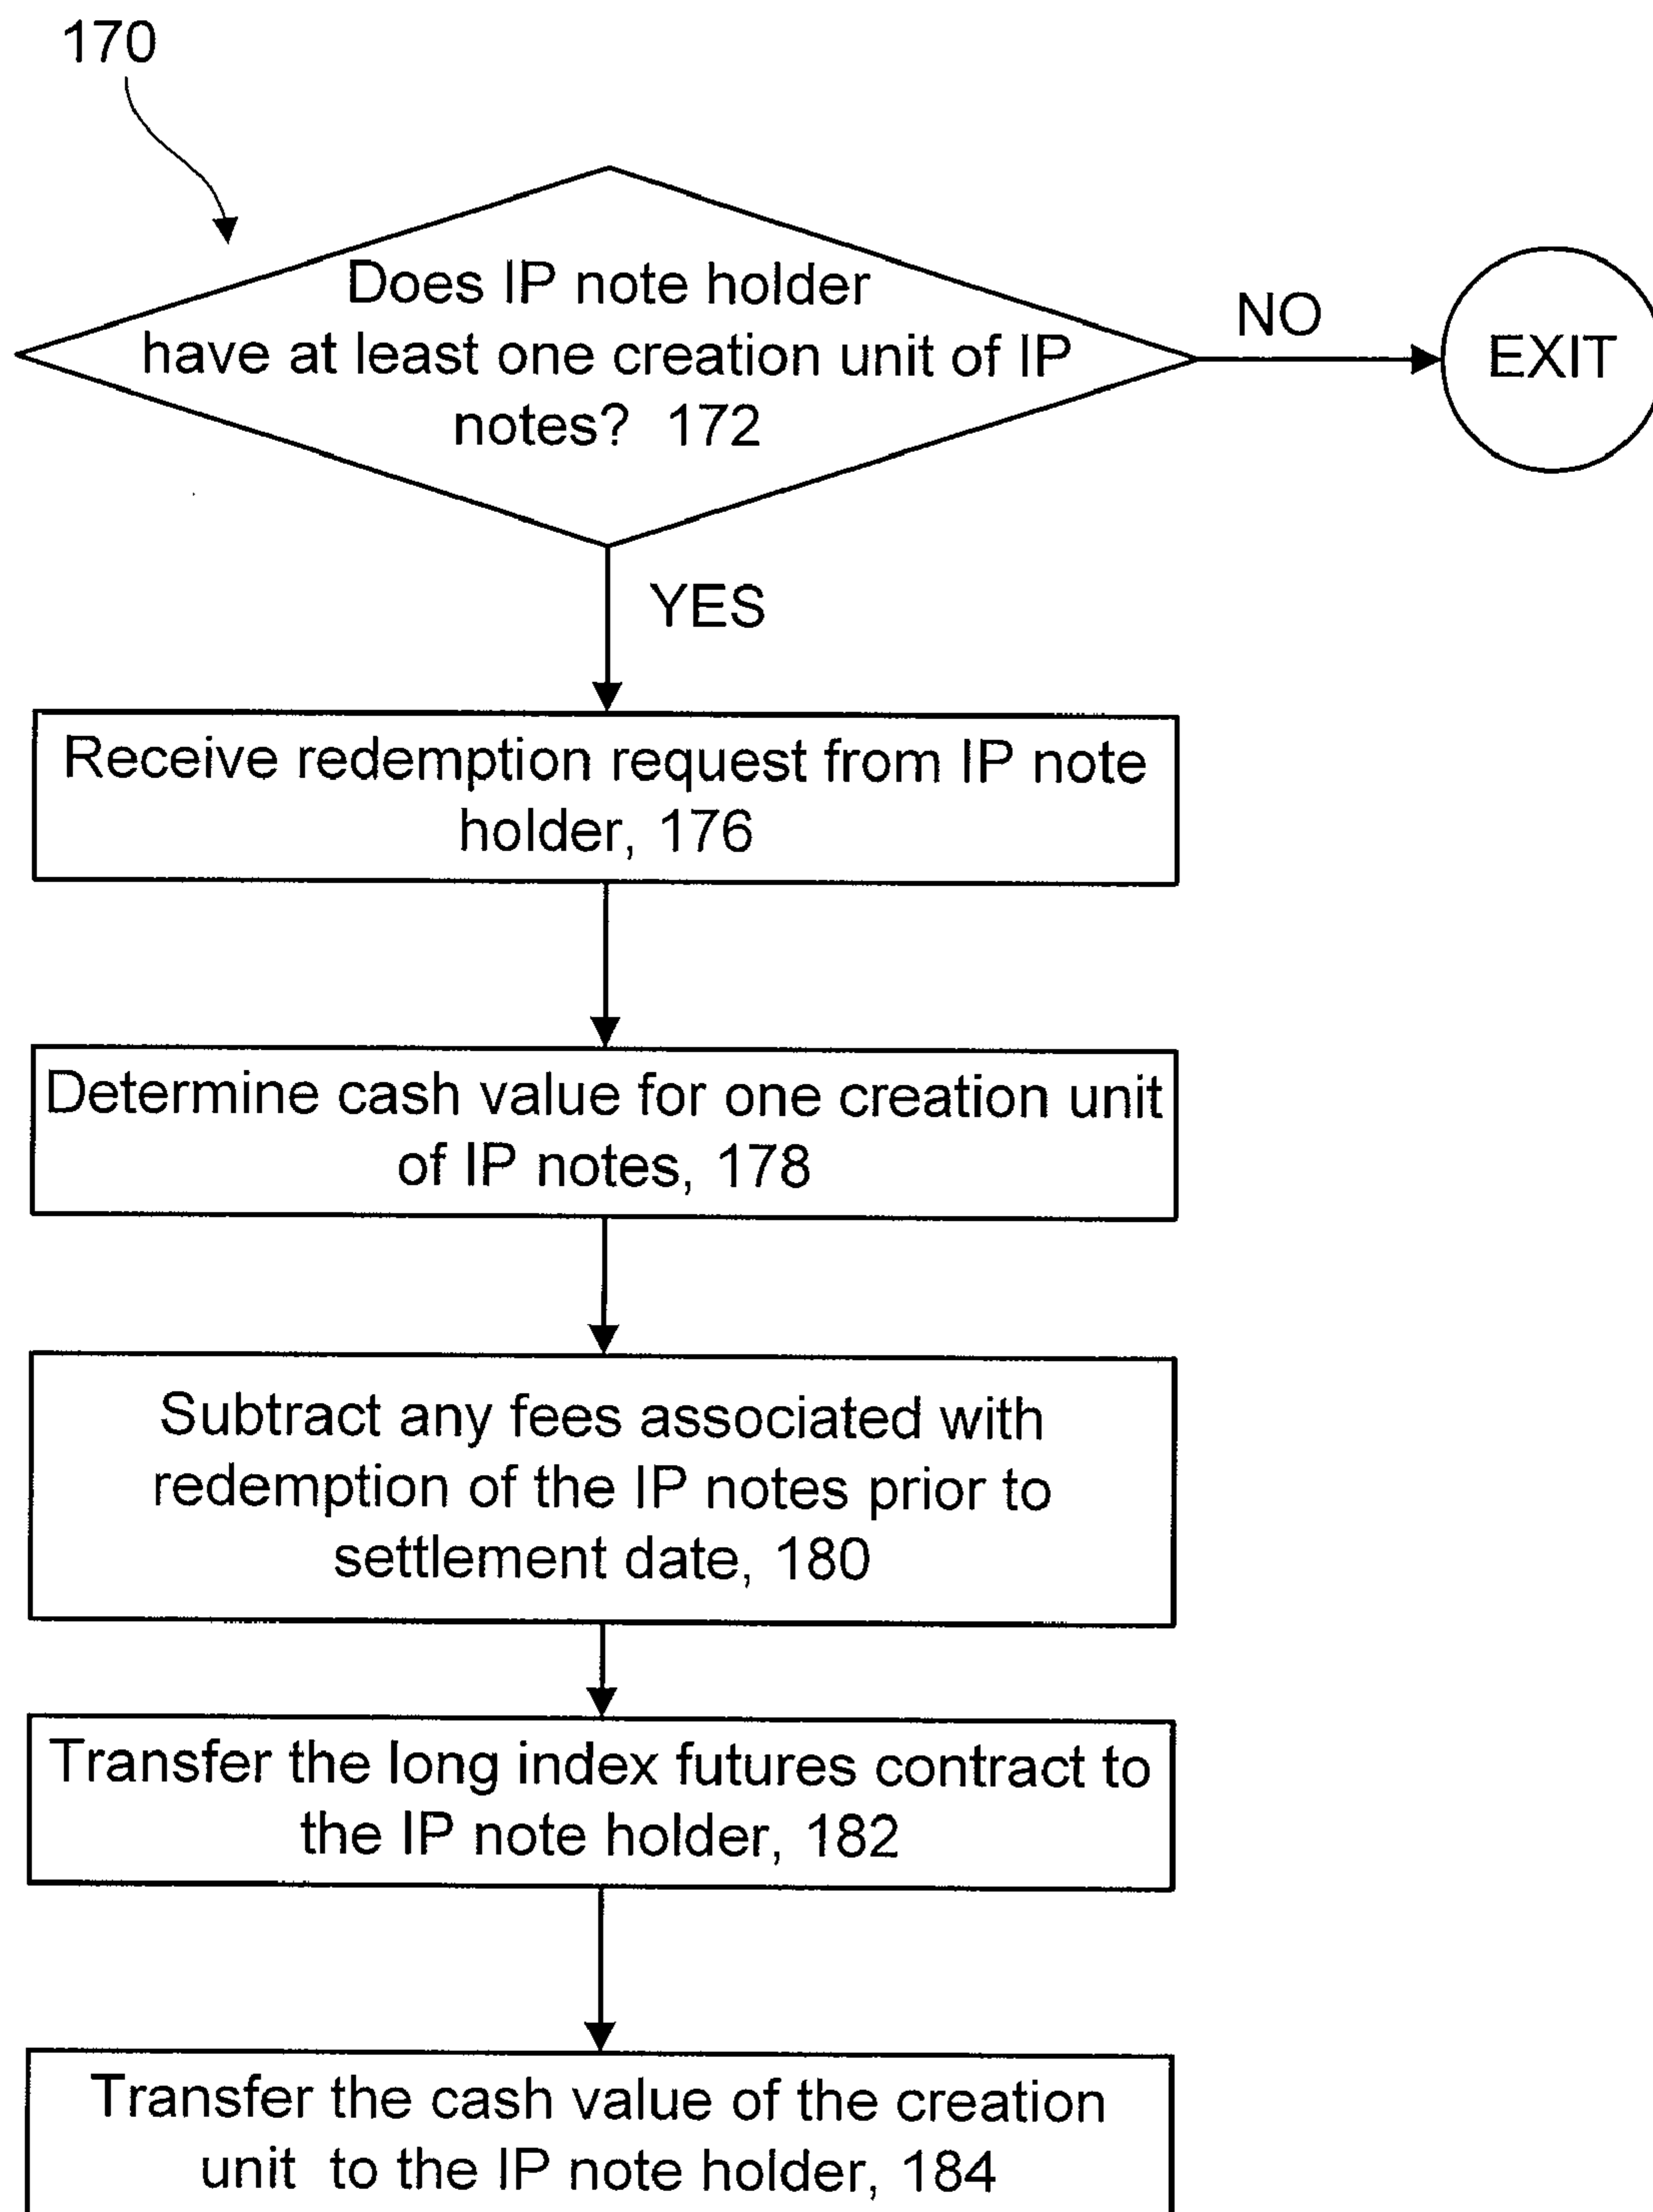 170
Does IP note holder
have at least one creation unit of IP
notes? 172
NO
EXIT
YES
Receive redemption request from IP note
holder, 176
Determine cash value for one creation unit
of IP notes, 178
Subtract any fees associated with
redemption of the IP notes prior to
settlement date, 180
Transfer the long index futures contract to
the IP note holder, 182
Transfer the cash value of the creation
unit to the IP note holder, 184